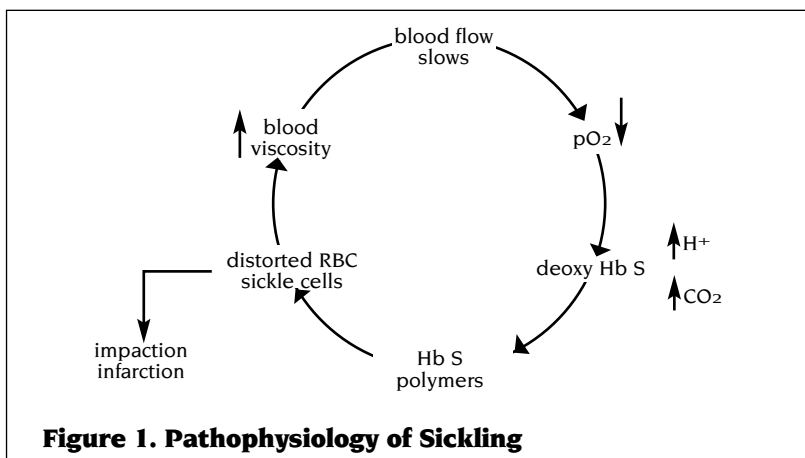 blood flow
slows
blood
viscosity
pO₂
distorted RBC
sickle cells
deoxy Hb S
H⁺
CO₂
impaction
infarction
Hb S
polymers
Figure 1. Pathophysiology of Sickling